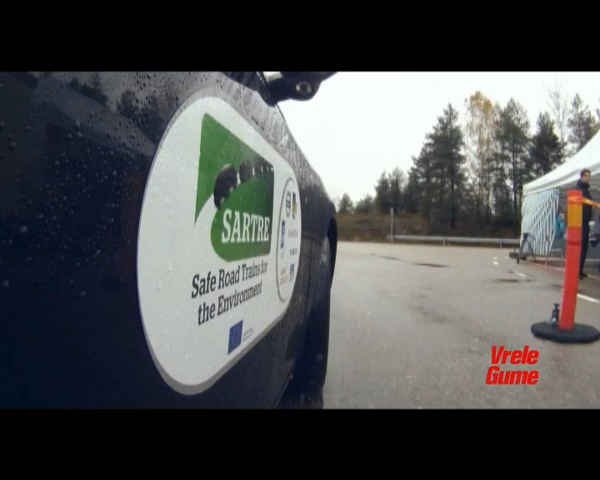 SARTRE
Safe Road Trains for
the Environment
Vrele
Gume